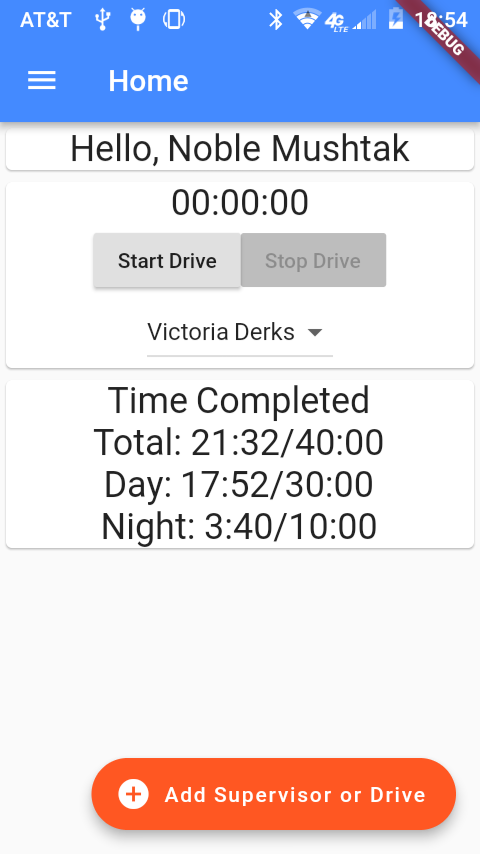 AT&T 4G LTE 18:54
DEBUG
Home
Hello, Noble Mushtak
00:00:00
Start Drive Stop Drive
Victoria Derks
Time Completed
Total: 21:32/40:00
Day: 17:52/30:00
Night: 3:40/10:00
Add Supervisor or Drive